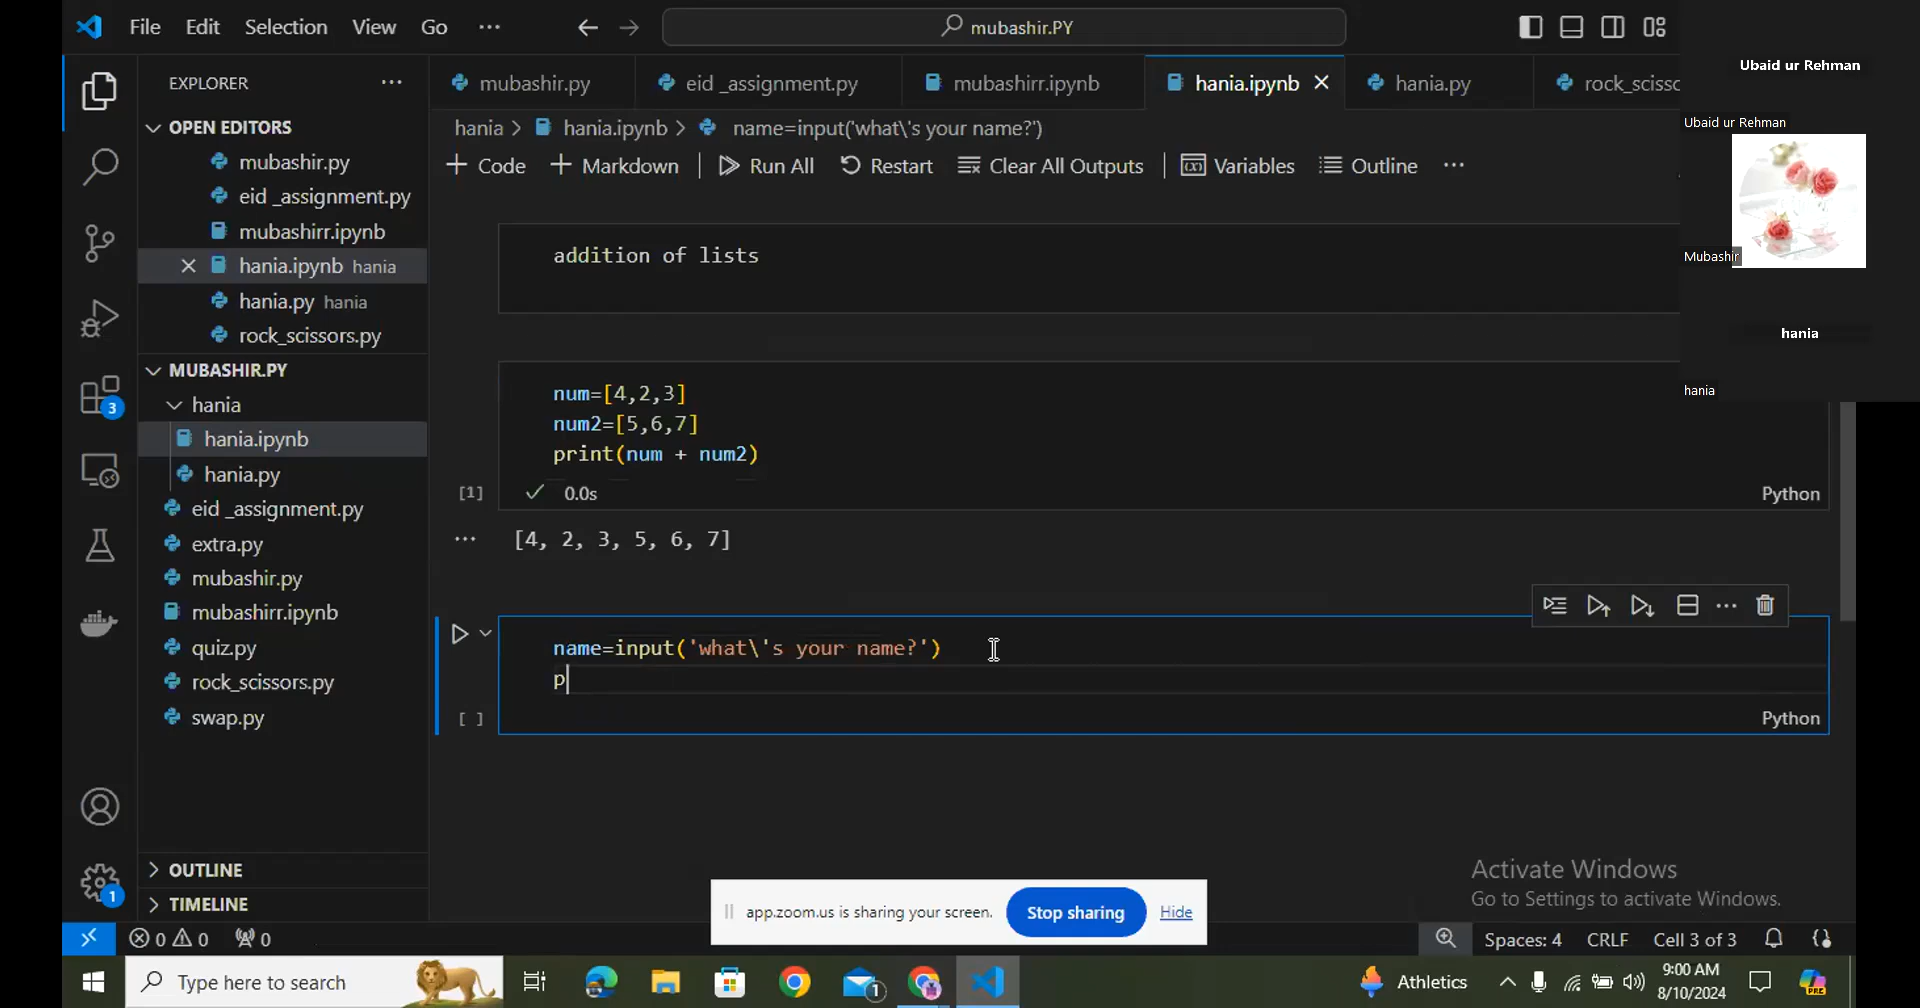 File Edit Selection View Go ··· mubashir.PY
Ubaid ur Rehman
Ubaid ur Rehman
Mubashir
hania
hania
EXPLORER ···
OPEN EDITORS
mubashir.py
eid _assignment.py
mubashirr.ipynb
hania.ipynb hania
hania.py hania
rock_scissors.py
MUBASHIR.PY
hania
hania.ipynb
hania.py
eid _assignment.py
extra.py
mubashir.py
mubashirr.ipynb
quiz.py
rock_scissors.py
swap.py
OUTLINE
TIMELINE
3
1
mubashir.py eid _assignment.py mubashirr.ipynb hania.ipynb hania.py rock_scissc
hania > hania.ipynb > name=input('what\'s your name?')
+ Code + Markdown Run All Restart Clear All Outputs Variables Outline ···
addition of lists
num=[4,2,3]
num2=[5,6,7]
print(num + num2)
[1] 0.0s Python
··· [4, 2, 3, 5, 6, 7]
name=input('what\'s your name?')
p
[ ] Python
Activate Windows
Go to Settings to activate Windows.
app.zoom.us is sharing your screen. Stop sharing Hide
0 0 0 Spaces: 4 CRLF Cell 3 of 3
Type here to search 1 Athletics 9:00 AM
8/10/2024
PRE